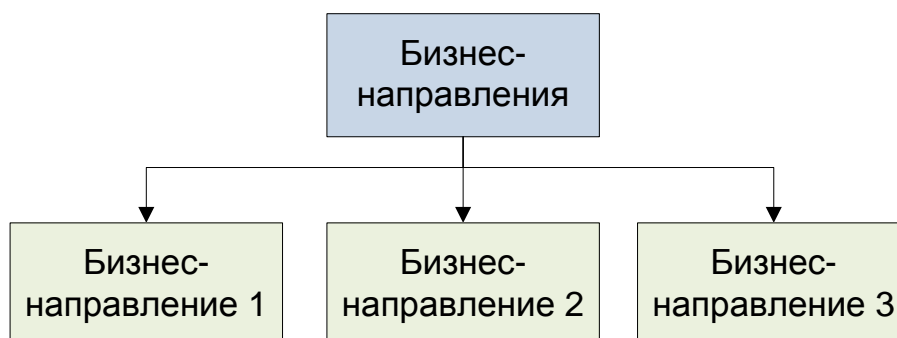 Бизнес-
направления
Бизнес-
направление 1
Бизнес-
направление 2
Бизнес-
направление 3